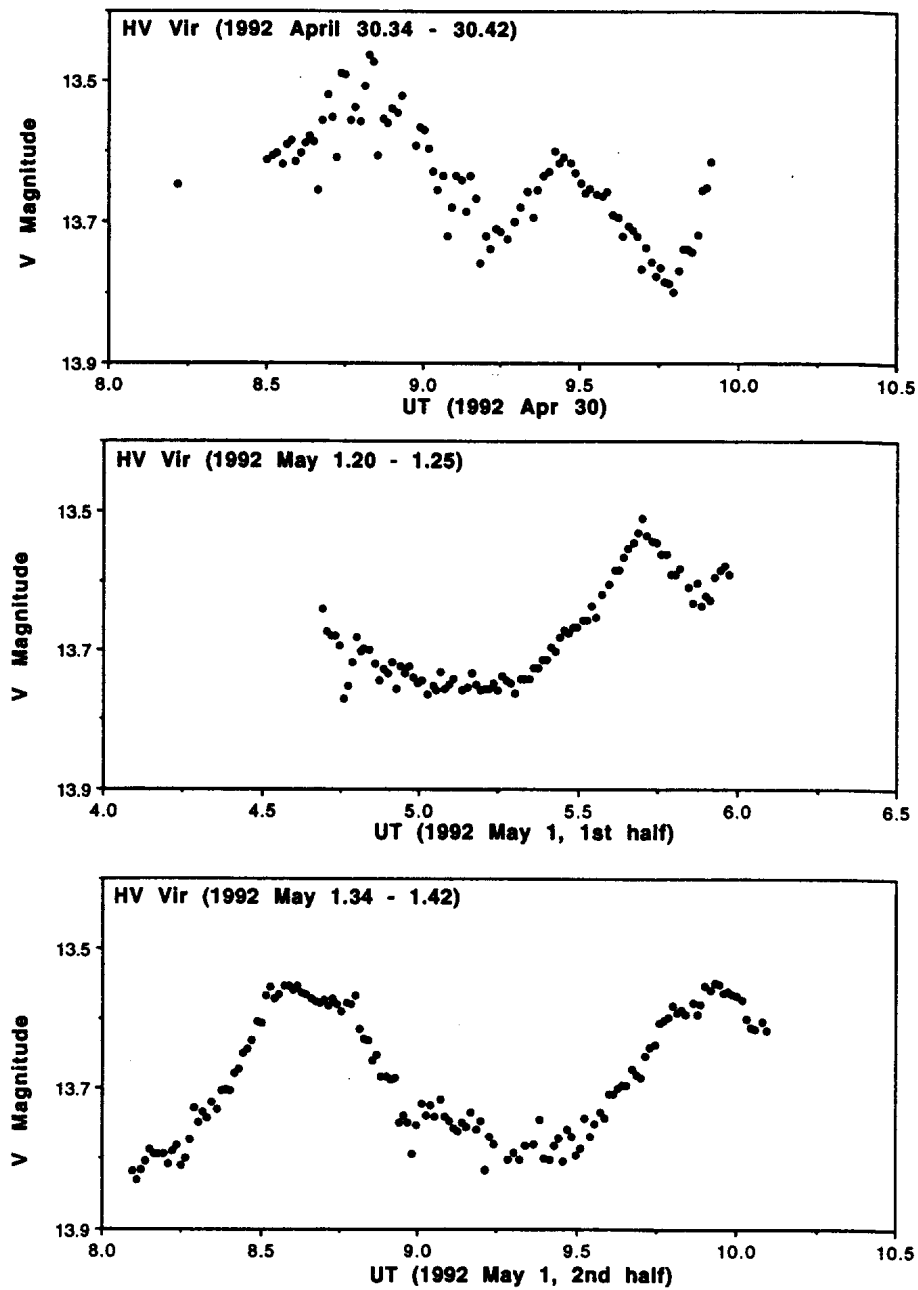 HV Vir (1992 April 30.34 - 30.42)
13.5
13.7
13.9
V Magnitude
8.0 8.5 9.0 9.5 10.0 10.5
UT (1992 Apr 30)
HV Vir (1992 May 1.20 - 1.25)
13.5
13.7
13.9
V Magnitude
4.0 4.5 5.0 5.5 6.0 6.5
UT (1992 May 1, 1st half)
HV Vir (1992 May 1.34 - 1.42)
13.5
13.7
13.9
V Magnitude
8.0 8.5 9.0 9.5 10.0 10.5
UT (1992 May 1, 2nd half)